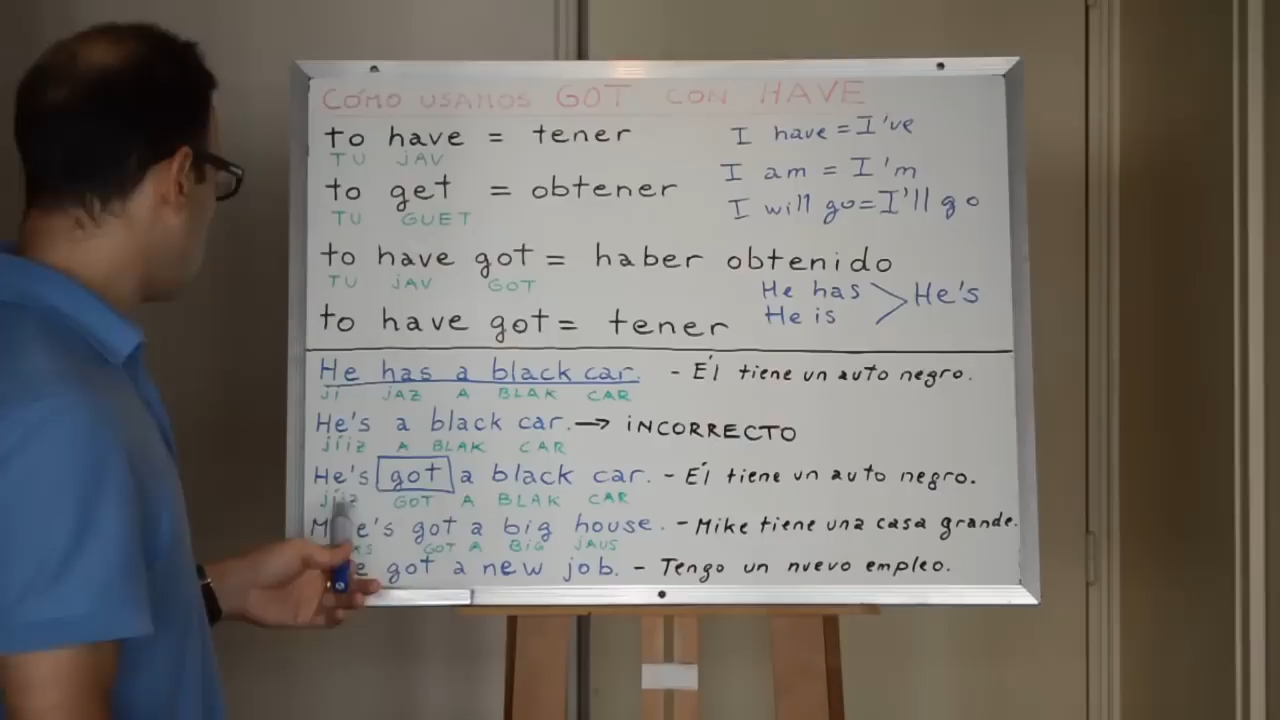 CÓMO USAMOS GOT CON HAVE
to have = tener
TU JAV
I have = I've
I am = I'm
to get = obtener
TU GUET
I will go = I'll go
to have got = haber obtenido
TU JAV GOT
He has
He is
He's
to have got = tener
He has a black car. - Él tiene un auto negro.
JI JAZ A BLAK CAR
He's a black car. → INCORRECTO
JÍIZ A BLAK CAR
He's got a black car. - Él tiene un auto negro.
JÍIZ GOT A BLAK CAR
e's got a big house. - Mike tiene una casa grande.
GOT A BIG JAUS
got a new job. - Tengo un nuevo empleo.